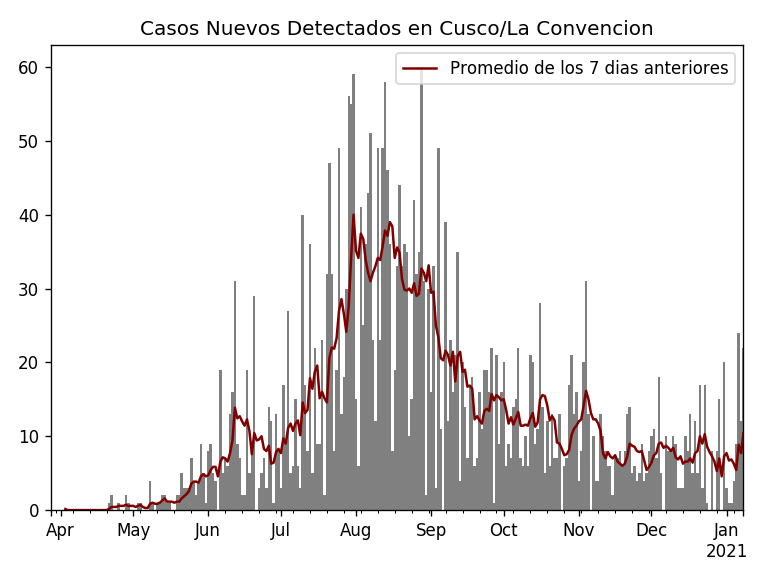 Casos Nuevos Detectados en Cusco/La Convencion
Promedio de los 7 dias anteriores
60
50
40
30
20
10
0
Apr May Jun Jul Aug Sep Oct Nov Dec Jan
2021